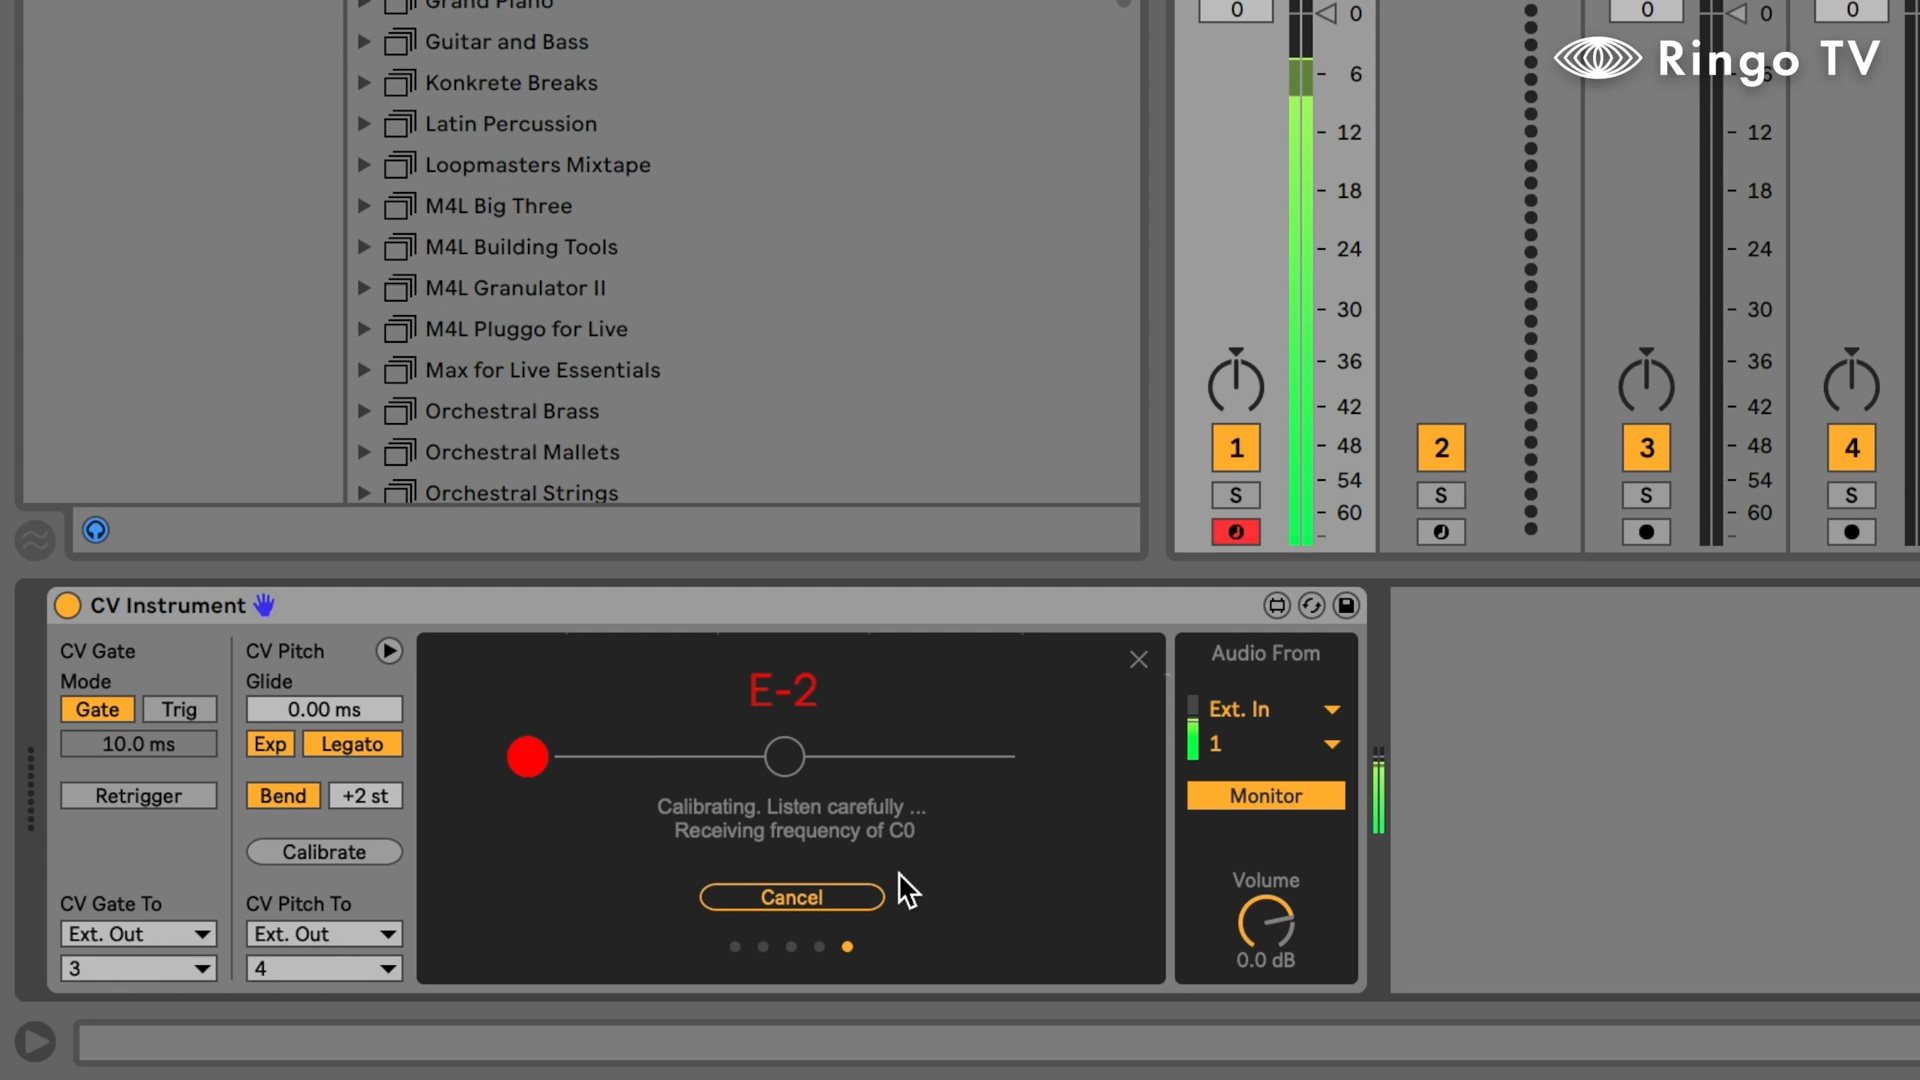 Grand Piano
Guitar and Bass
Konkrete Breaks
Latin Percussion
Loopmasters Mixtape
M4L Big Three
M4L Building Tools
M4L Granulator II
M4L Pluggo for Live
Max for Live Essentials
Orchestral Brass
Orchestral Mallets
Orchestral Strings
0
0
6
12
18
24
30
36
42
48
54
60
1
S
2
S
0
0
6
12
18
24
30
36
42
48
54
60
3
S
0
4
S
Ringo TV
CV Instrument
CV Gate
Mode
Gate
Trig
10.0 ms
Retrigger
CV Gate To
Ext. Out
3
CV Pitch
Glide
0.00 ms
Exp
Legato
Bend
+2 st
Calibrate
CV Pitch To
Ext. Out
4
E-2
Calibrating. Listen carefully ...
Receiving frequency of C0
Cancel
Audio From
Ext. In
1
Monitor
Volume
0.0 dB